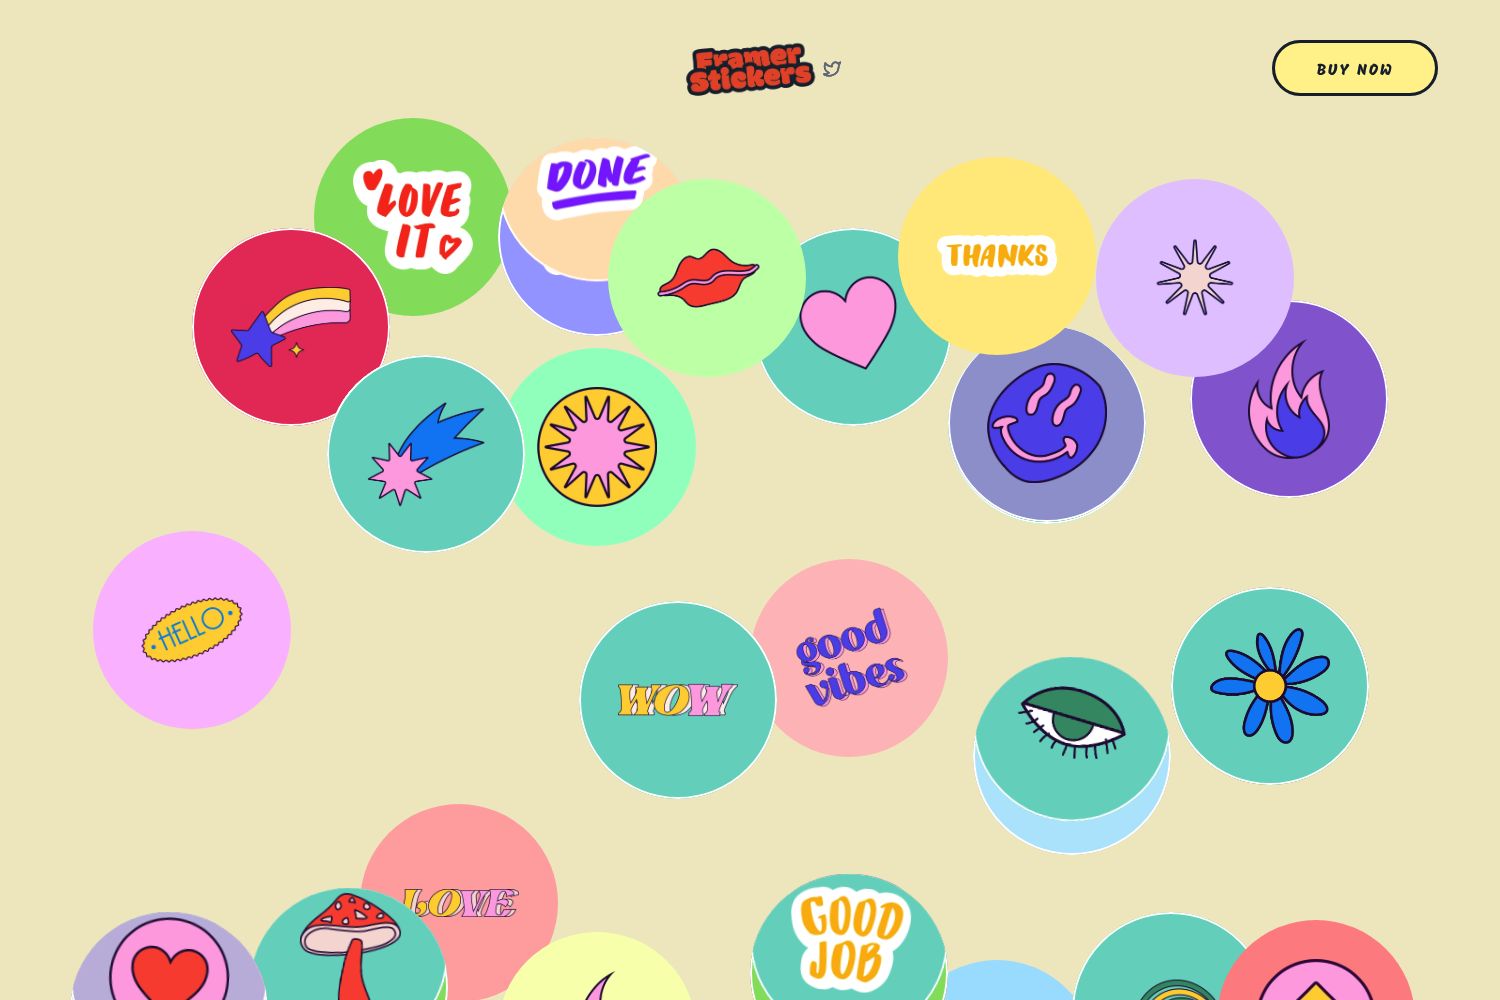 Framer
Stickers
BUY NOW
LOVE
IT
DONE
THANKS
HELLO
WOW
good
vibes
LOVE
GOOD
JOB